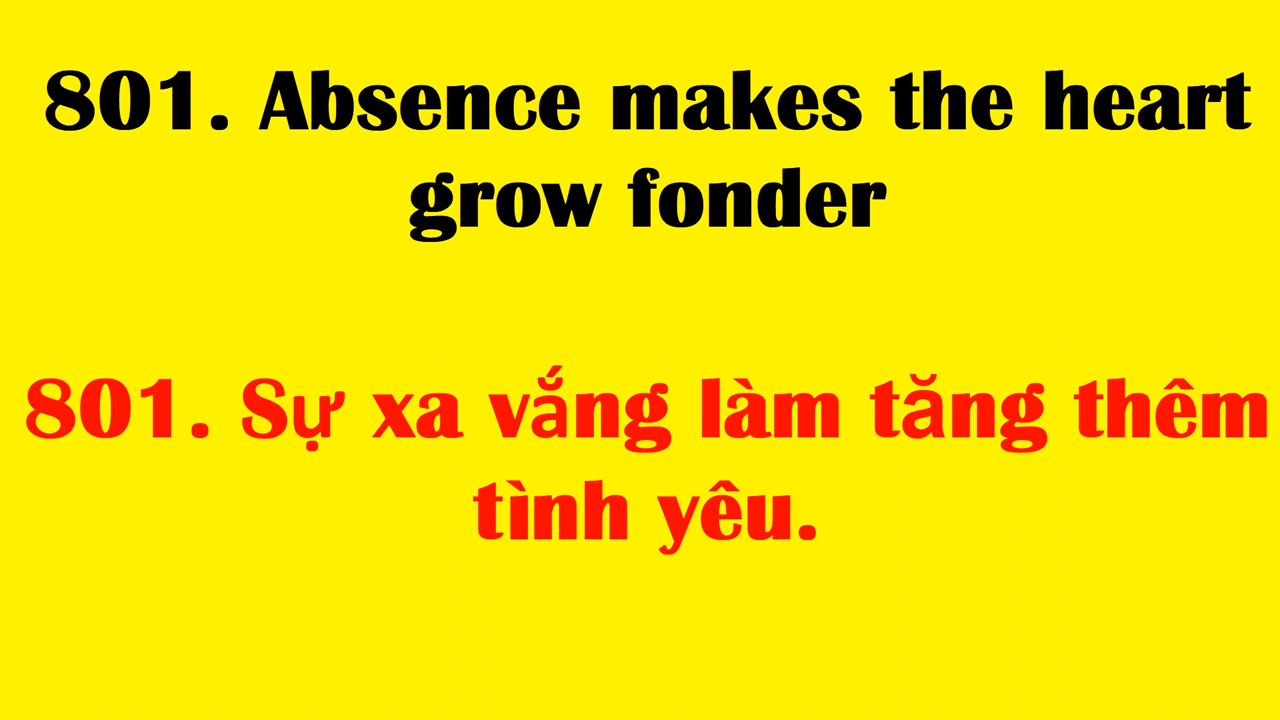 801. Absence makes the heart
grow fonder
801. Sự xa vắng làm tăng thêm
tình yêu.